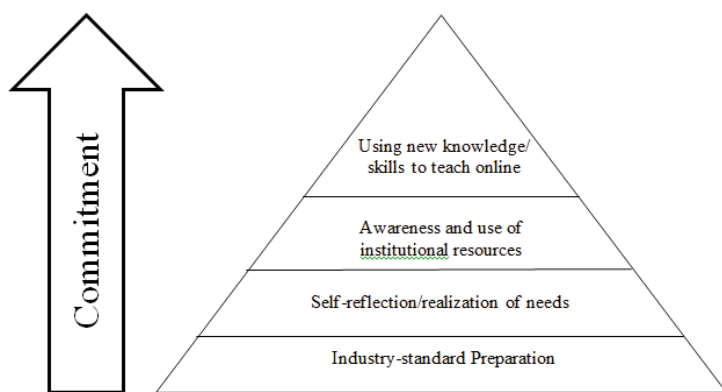 Commitment
Using new knowledge/
skills to teach online
Awareness and use of
institutional resources
Self-reflection/realization of needs
Industry-standard Preparation